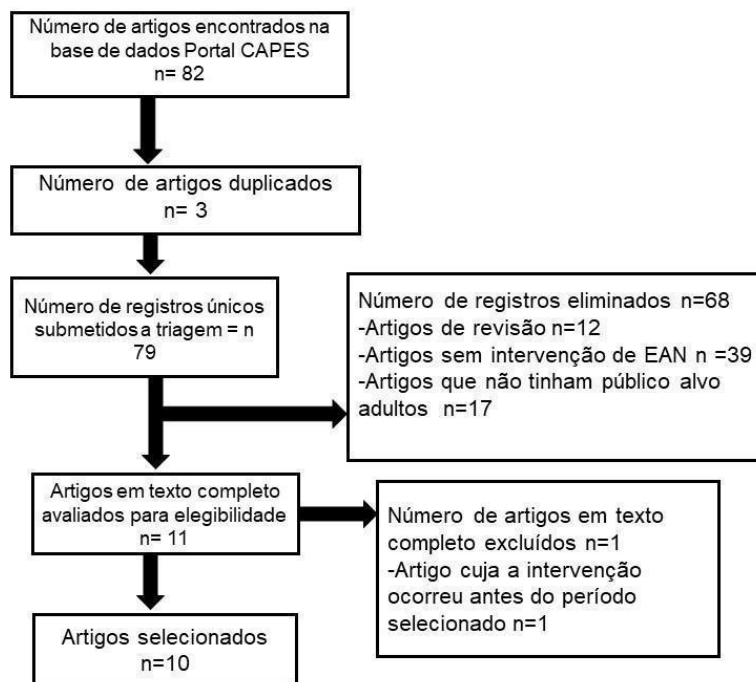 Número de artigos encontrados na
base de dados Portal CAPES
n= 82
Número de artigos duplicados
n= 3
Número de registros únicos
submetidos a triagem = n
79
Número de registros eliminados n=68
-Artigos de revisão n=12
-Artigos sem intervenção de EAN n =39
-Artigos que não tinham público alvo
adultos n=17
Artigos em texto completo
avaliados para elegibilidade
n= 11
Número de artigos em texto
completo excluídos n=1
-Artigo cuja a intervenção
ocorreu antes do período
selecionado n=1
Artigos selecionados
n=10